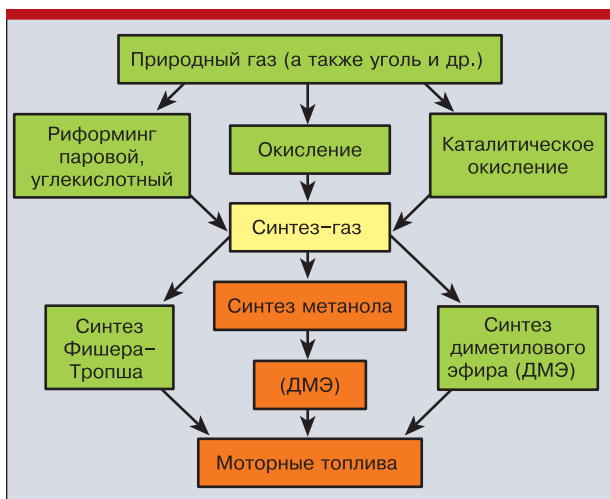 Природный газ (а также уголь и др.)
Риформинг
паровой,
углекислотный
Окисление
Каталитическое
окисление
Синтез-газ
Синтез
Фишера–
Тропша
Синтез метанола
(ДМЭ)
Синтез
диметилового
эфира (ДМЭ)
Моторные топлива